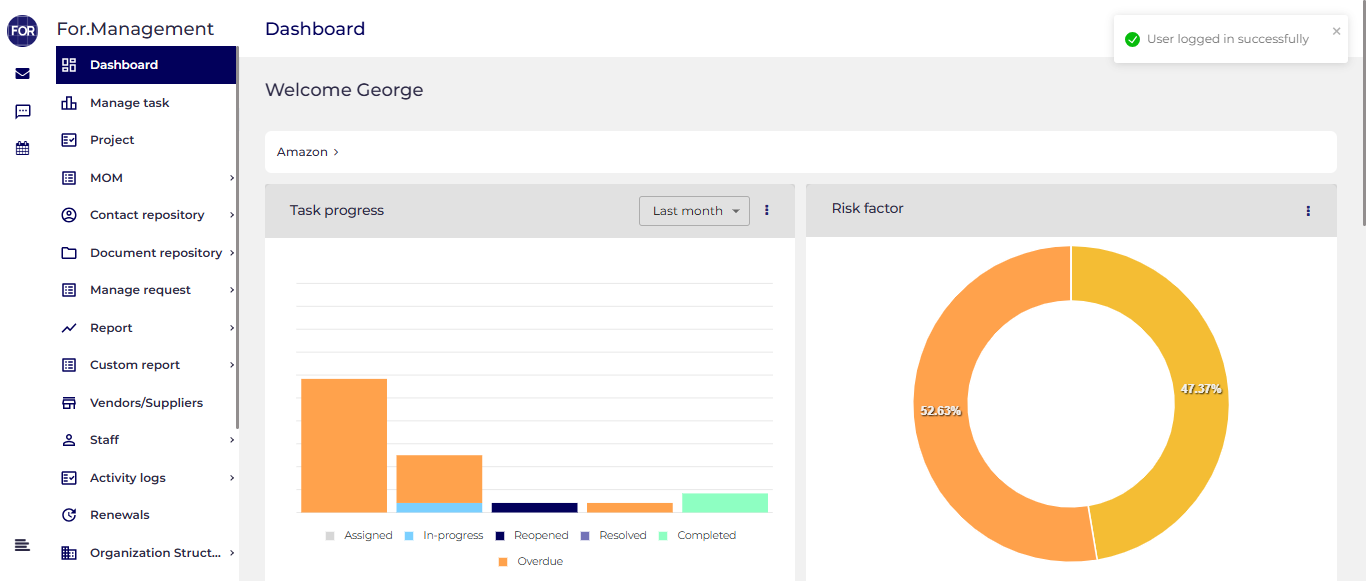 FOR
For.Management
Dashboard
Manage task
Project
MOM
Contact repository
Document repository
Manage request
Report
Custom report
Vendors/Suppliers
Staff
Activity logs
Renewals
Organization Struct...
Dashboard
User logged in successfully
Welcome George
Amazon
Task progress
Last month
Assigned
In-progress
Reopened
Resolved
Completed
Overdue
Risk factor
52.63%
47.37%